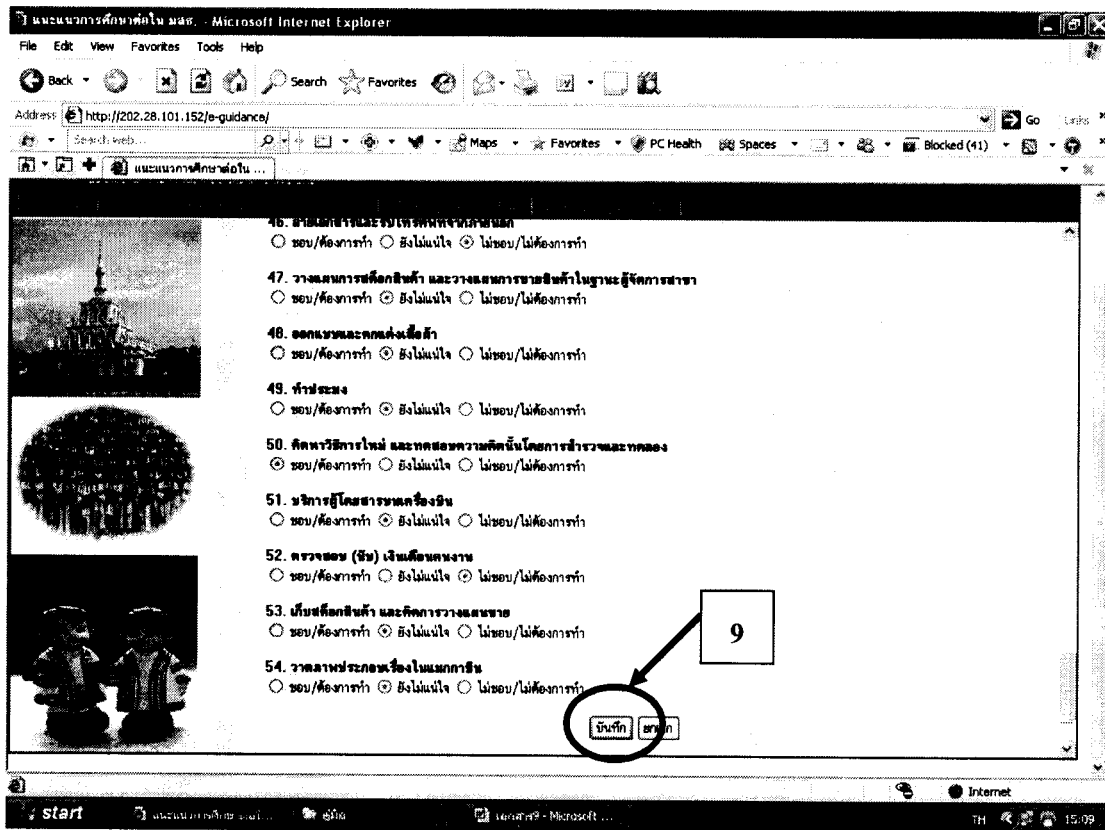 แนะแนวการศึกษาต่อใน มสธ. - Microsoft Internet Explorer
File Edit View Favorites Tools Help
Back Search Favorites
Address http://202.28.101.152/e-guidance/ Go Links
Search web... Maps Favorites PC Health Spaces Blocked (41)
แนะแนวการศึกษาต่อใน ...
ชอบ/ต้องการทำ ยังไม่แน่ใจ ไม่ชอบ/ไม่ต้องการทำ
47. วางแผนการสต็อกสินค้า และวางแผนการขายสินค้าในฐานะผู้จัดการสาขา
ชอบ/ต้องการทำ ยังไม่แน่ใจ ไม่ชอบ/ไม่ต้องการทำ
48. ออกแบบและตกแต่งเสื้อผ้า
ชอบ/ต้องการทำ ยังไม่แน่ใจ ไม่ชอบ/ไม่ต้องการทำ
49. ทำประมง
ชอบ/ต้องการทำ ยังไม่แน่ใจ ไม่ชอบ/ไม่ต้องการทำ
50. คิดหาวิธีการใหม่ และทดสอบความคิดนั้นโดยการสำรวจและทดลอง
ชอบ/ต้องการทำ ยังไม่แน่ใจ ไม่ชอบ/ไม่ต้องการทำ
51. บริการผู้โดยสารบนเครื่องบิน
ชอบ/ต้องการทำ ยังไม่แน่ใจ ไม่ชอบ/ไม่ต้องการทำ
52. ตรวจสอบ (นับ) เงินเดือนคนงาน
ชอบ/ต้องการทำ ยังไม่แน่ใจ ไม่ชอบ/ไม่ต้องการทำ
53. เก็บสต็อกสินค้า และคิดการวางแผนขาย
ชอบ/ต้องการทำ ยังไม่แน่ใจ ไม่ชอบ/ไม่ต้องการทำ
9
54. วาดภาพประกอบเรื่องในแมกกาซีน
ชอบ/ต้องการทำ ยังไม่แน่ใจ ไม่ชอบ/ไม่ต้องการทำ
บันทึก ยกเลิก
Internet
start คู่มือ เอกสาร9 - Microsoft ... TH 15:09